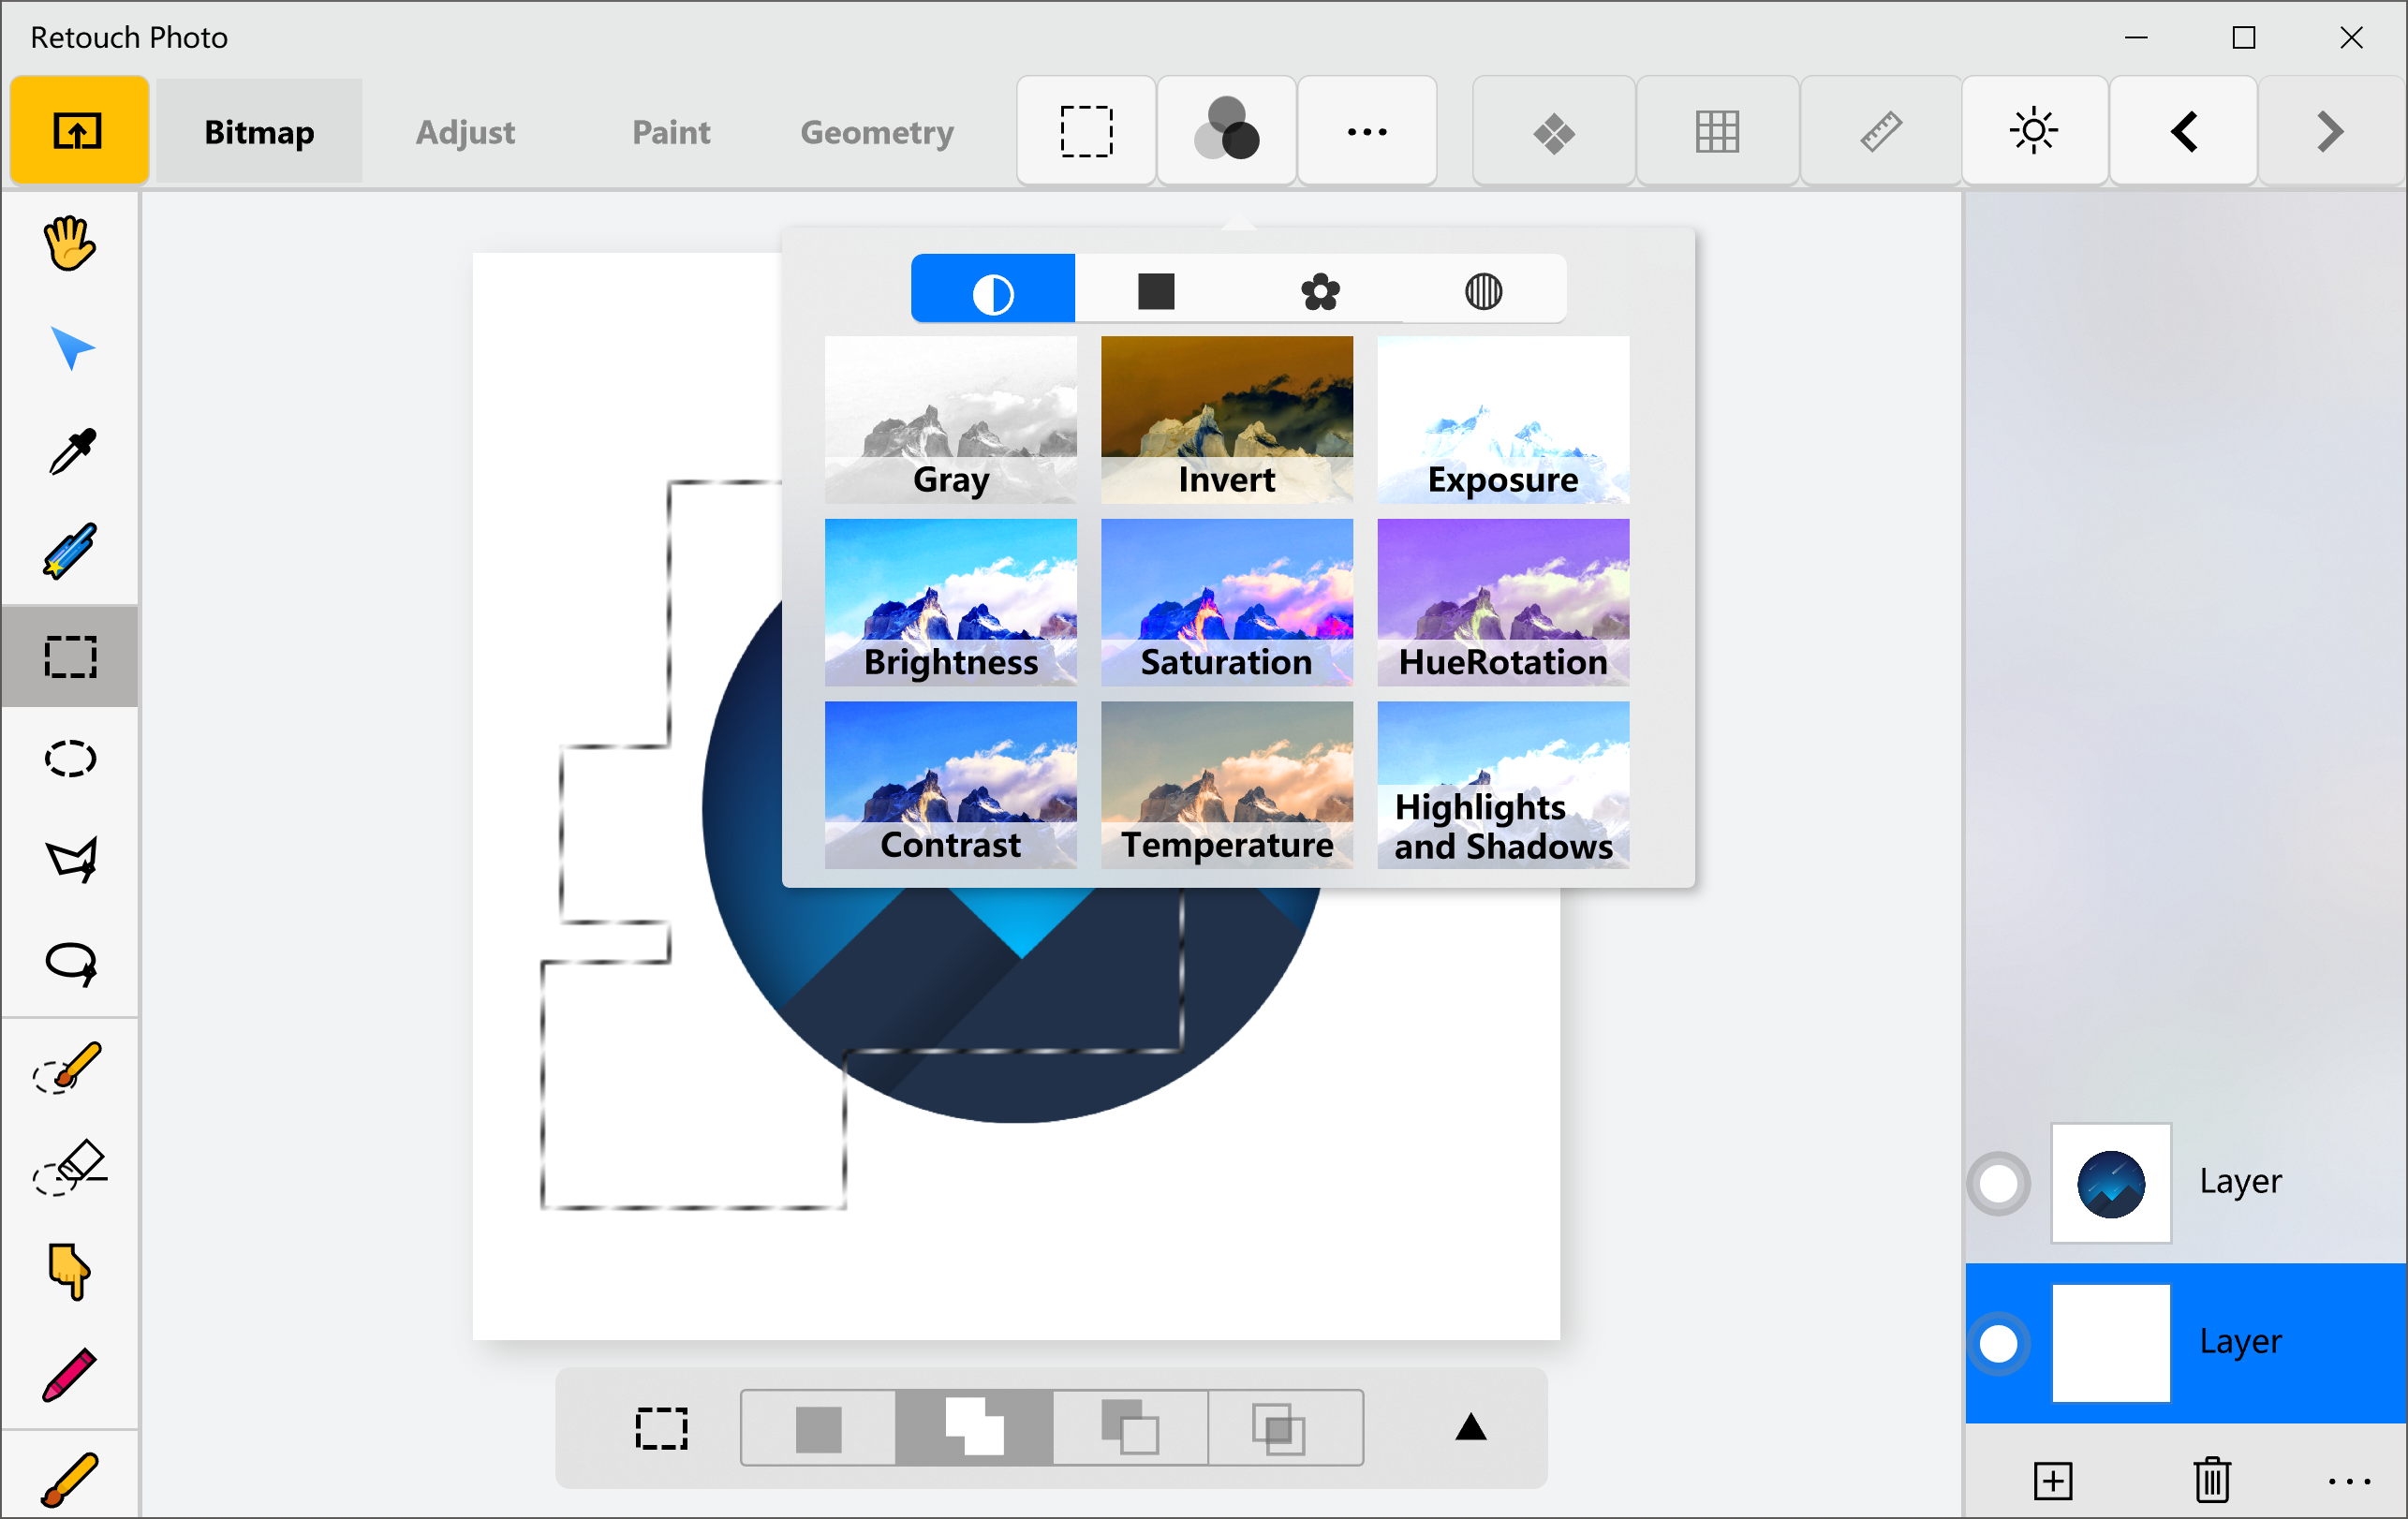 Retouch Photo
Bitmap
Adjust
Paint
Geometry
Gray
Invert
Exposure
Brightness
Saturation
HueRotation
Contrast
Temperature
Highlights
and Shadows
Layer
Layer